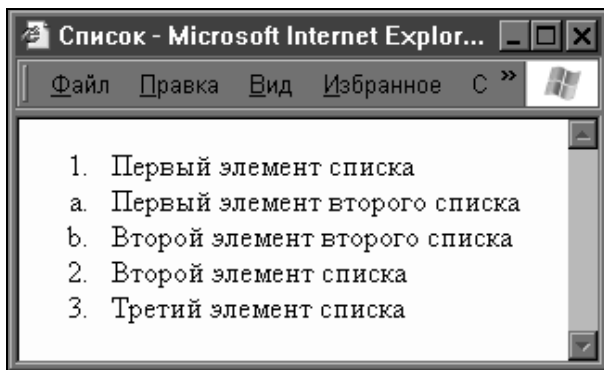 Список - Microsoft Internet Explor...
Файл Правка Вид Избранное С »
1. Первый элемент списка
a. Первый элемент второго списка
b. Второй элемент второго списка
2. Второй элемент списка
3. Третий элемент списка